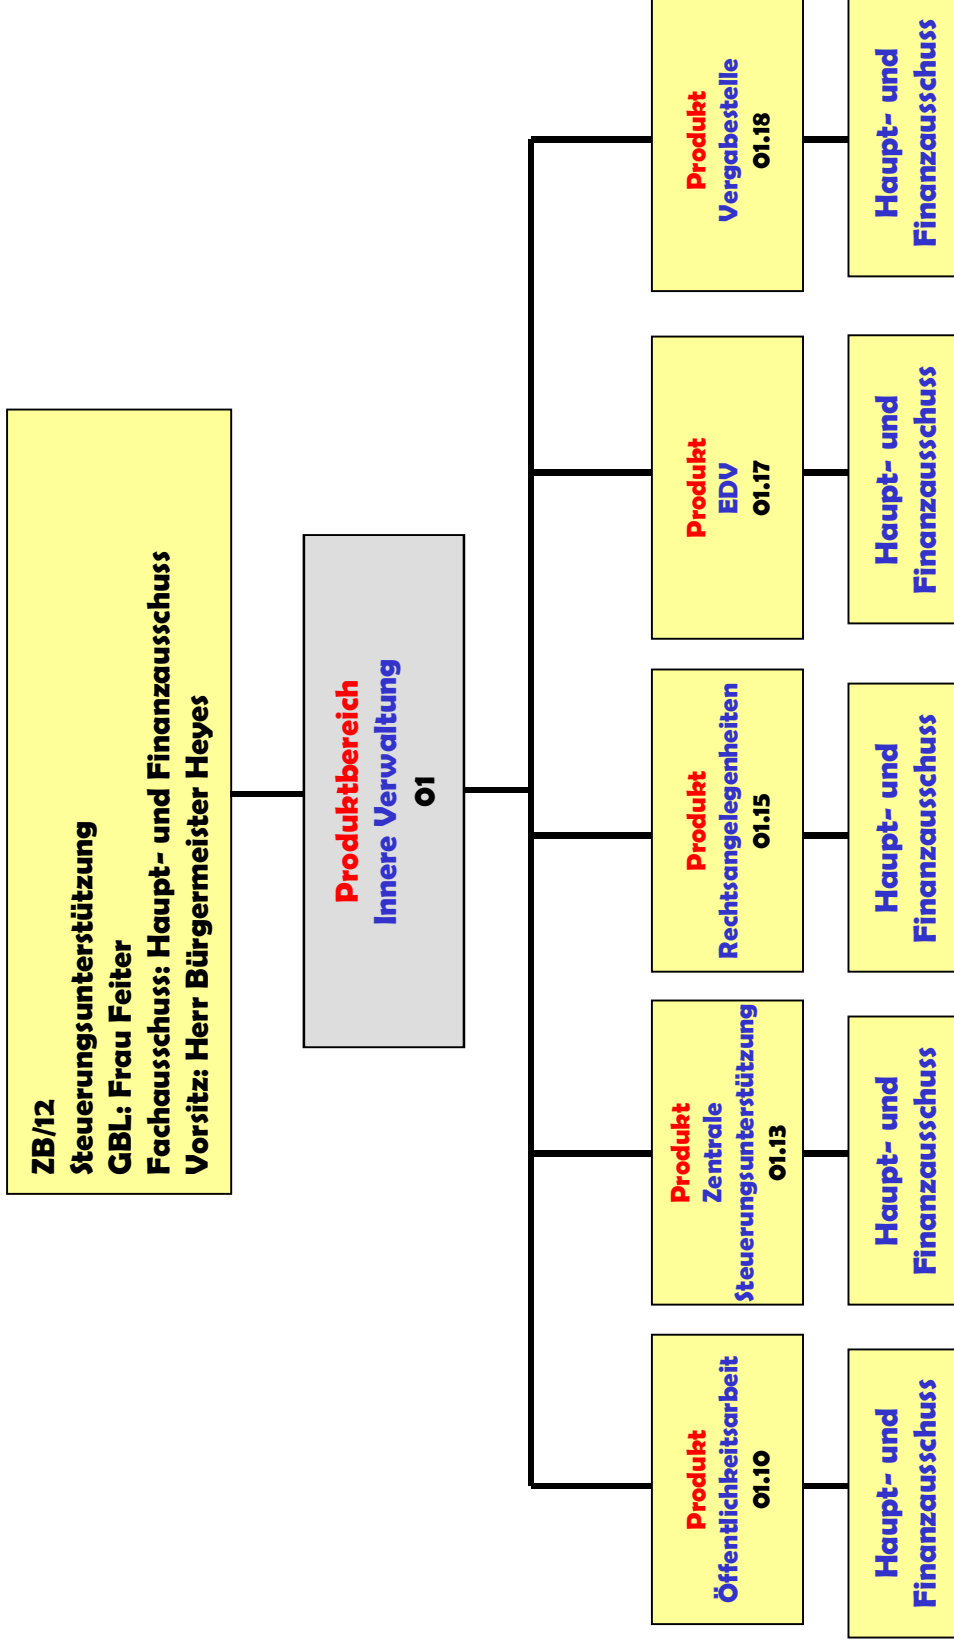 ZB/12
Steuerungsunterstützung
GBL: Frau Feiter
Fachausschuss: Haupt- und Finanzausschuss
Vorsitz: Herr Bürgermeister Heyes
Produktbereich
Innere Verwaltung
01
Produkt
Öffentlichkeitsarbeit
01.10
Produkt
Zentrale
Steuerungsunterstützung
01.13
Produkt
Rechtsangelegenheiten
01.15
Produkt
EDV
01.17
Produkt
Vergabestelle
01.18
Haupt- und
Finanzausschuss
Haupt- und
Finanzausschuss
Haupt- und
Finanzausschuss
Haupt- und
Finanzausschuss
Haupt- und
Finanzausschuss